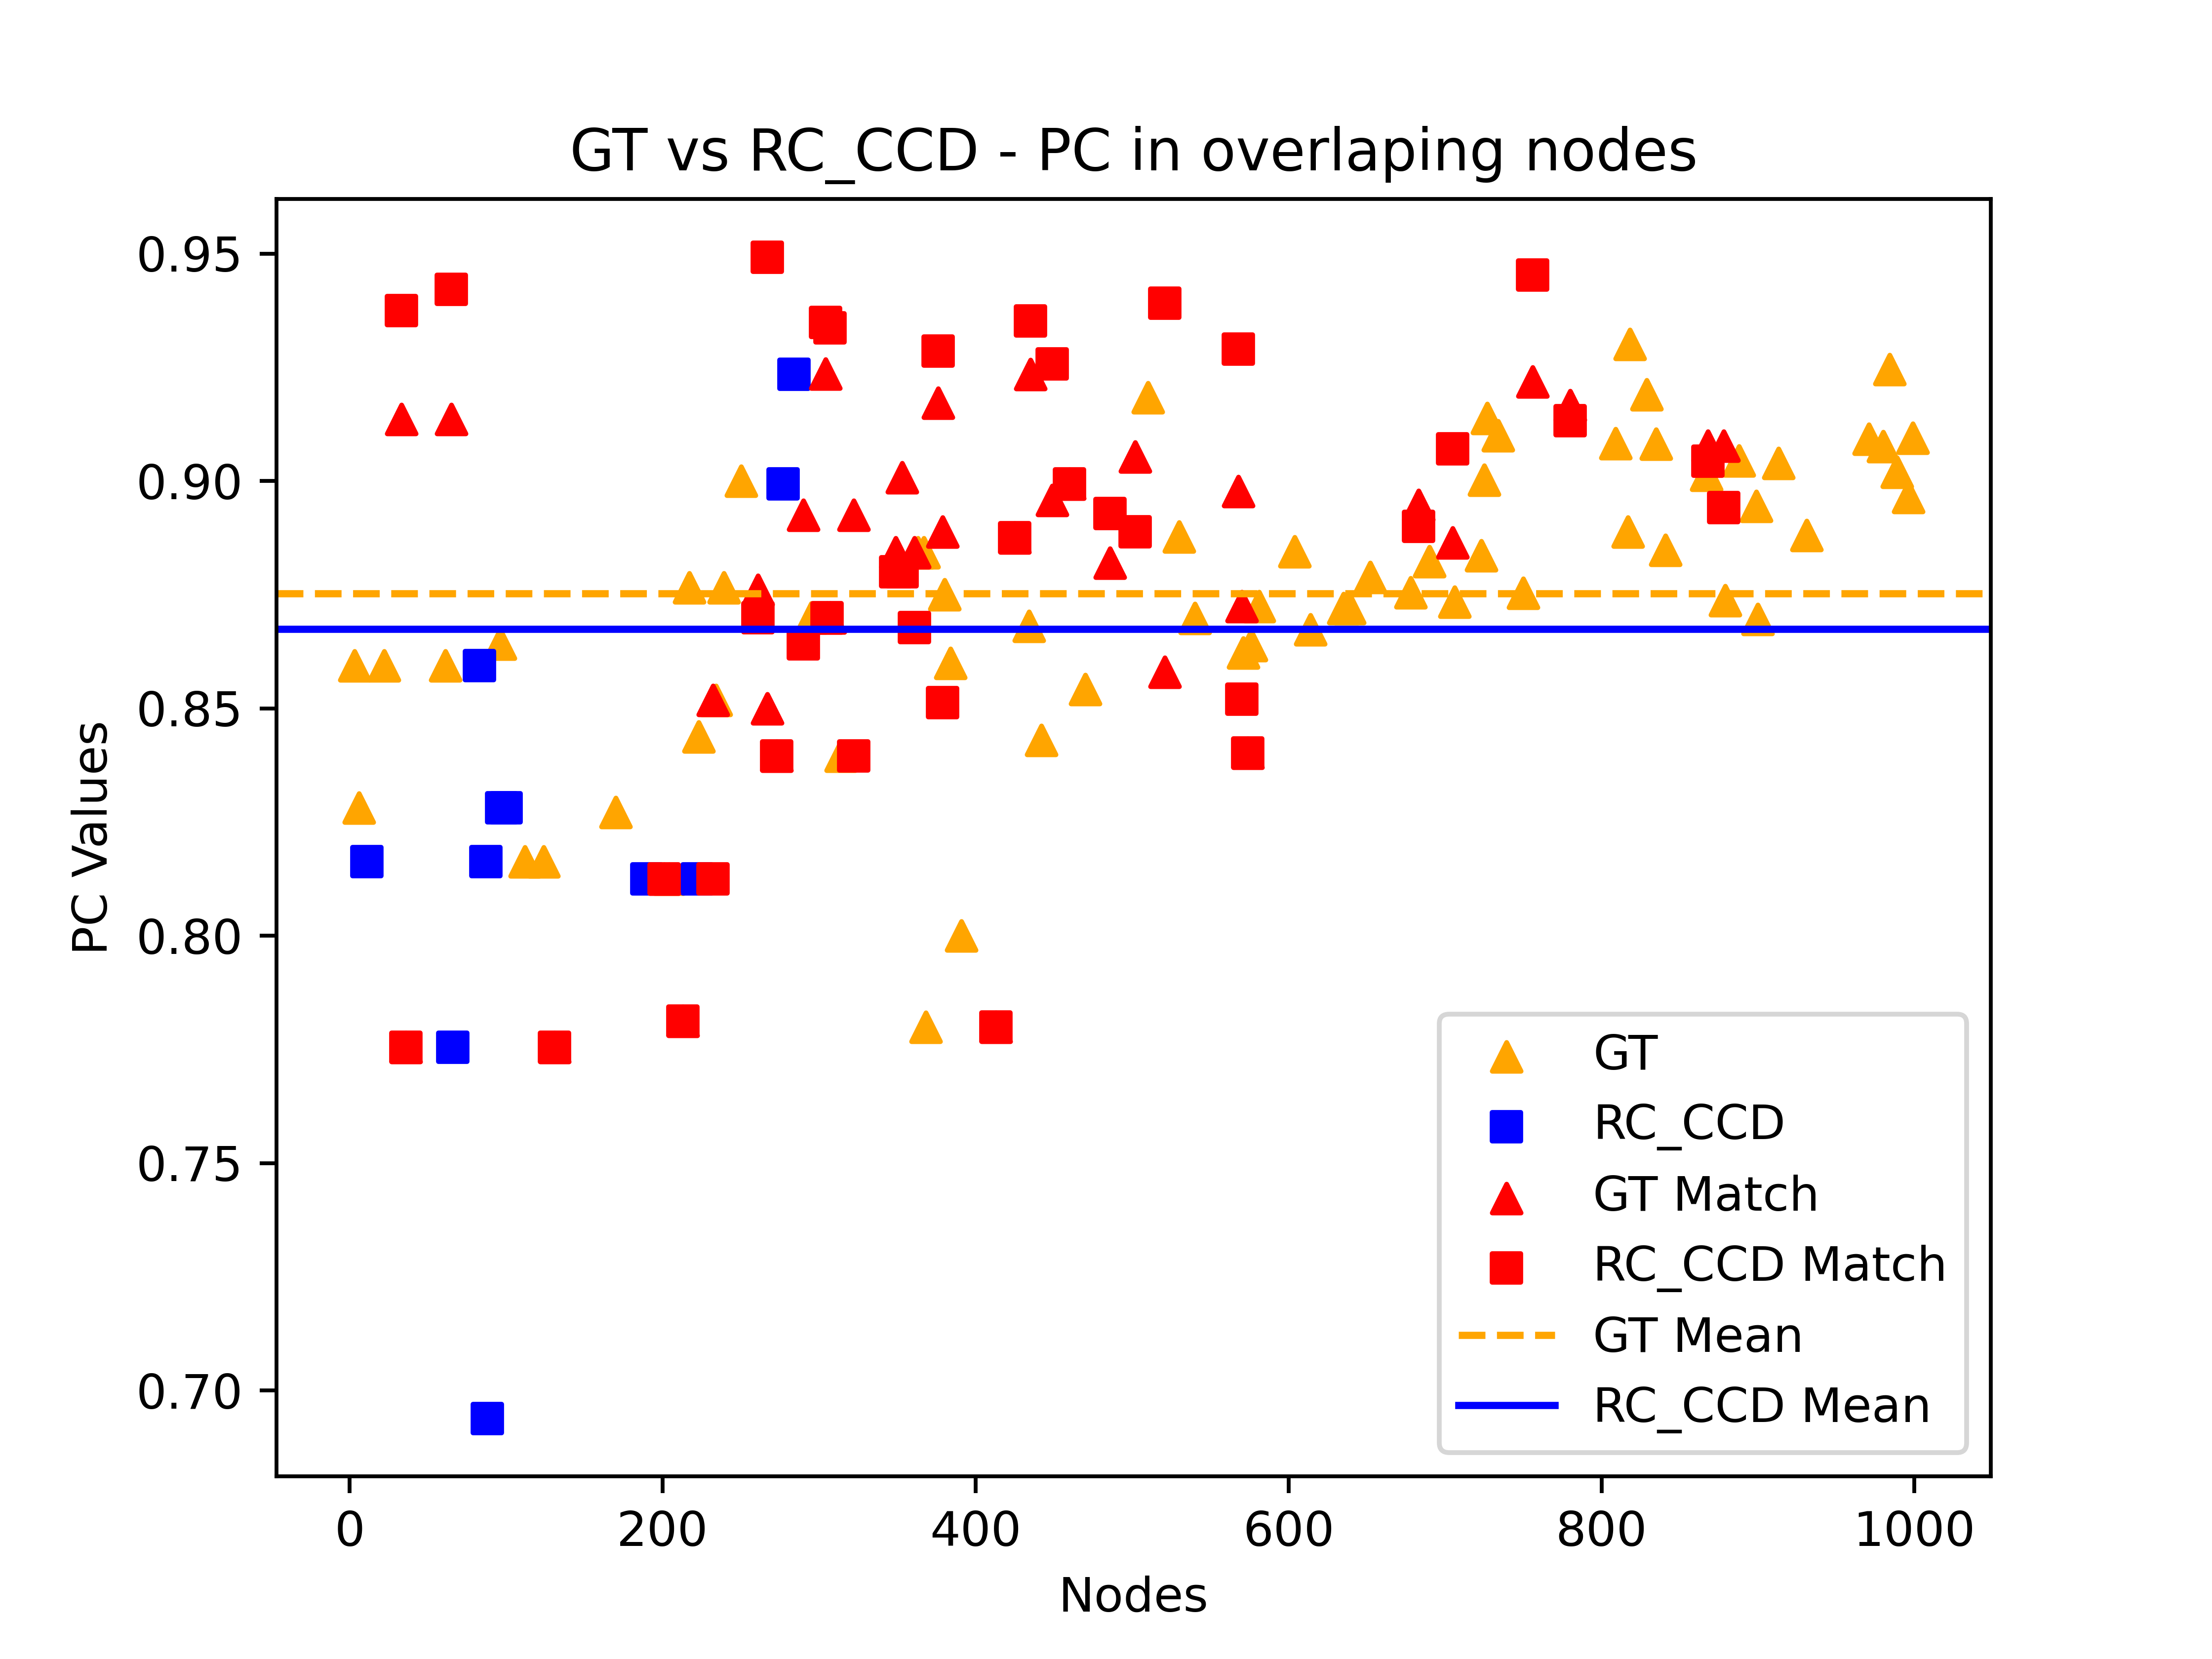 GT vs RC_CCD - PC in overlaping nodes
PC Values
0.95
0.90
0.85
0.80
0.75
0.70
0
200
400
600
800
1000
Nodes
GT
RC_CCD
GT Match
RC_CCD Match
GT Mean
RC_CCD Mean